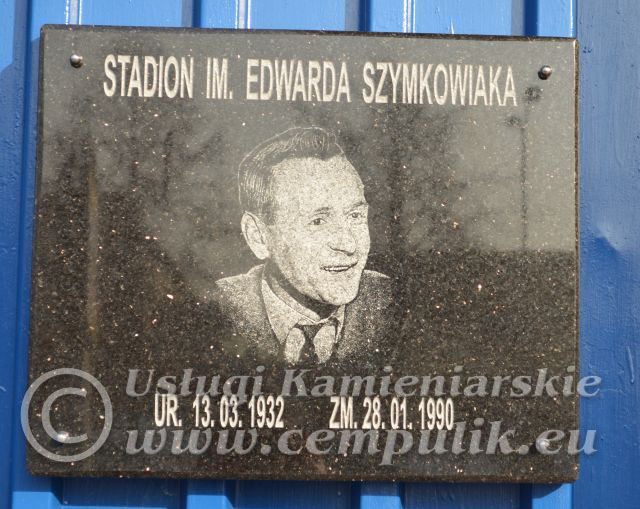 STADION IM. EDWARDA SZYMKOWIAKA
© Usługi Kamieniarskie ®
UR. 13.03.1932 ZM. 28.01.1990
www.cempulik.eu